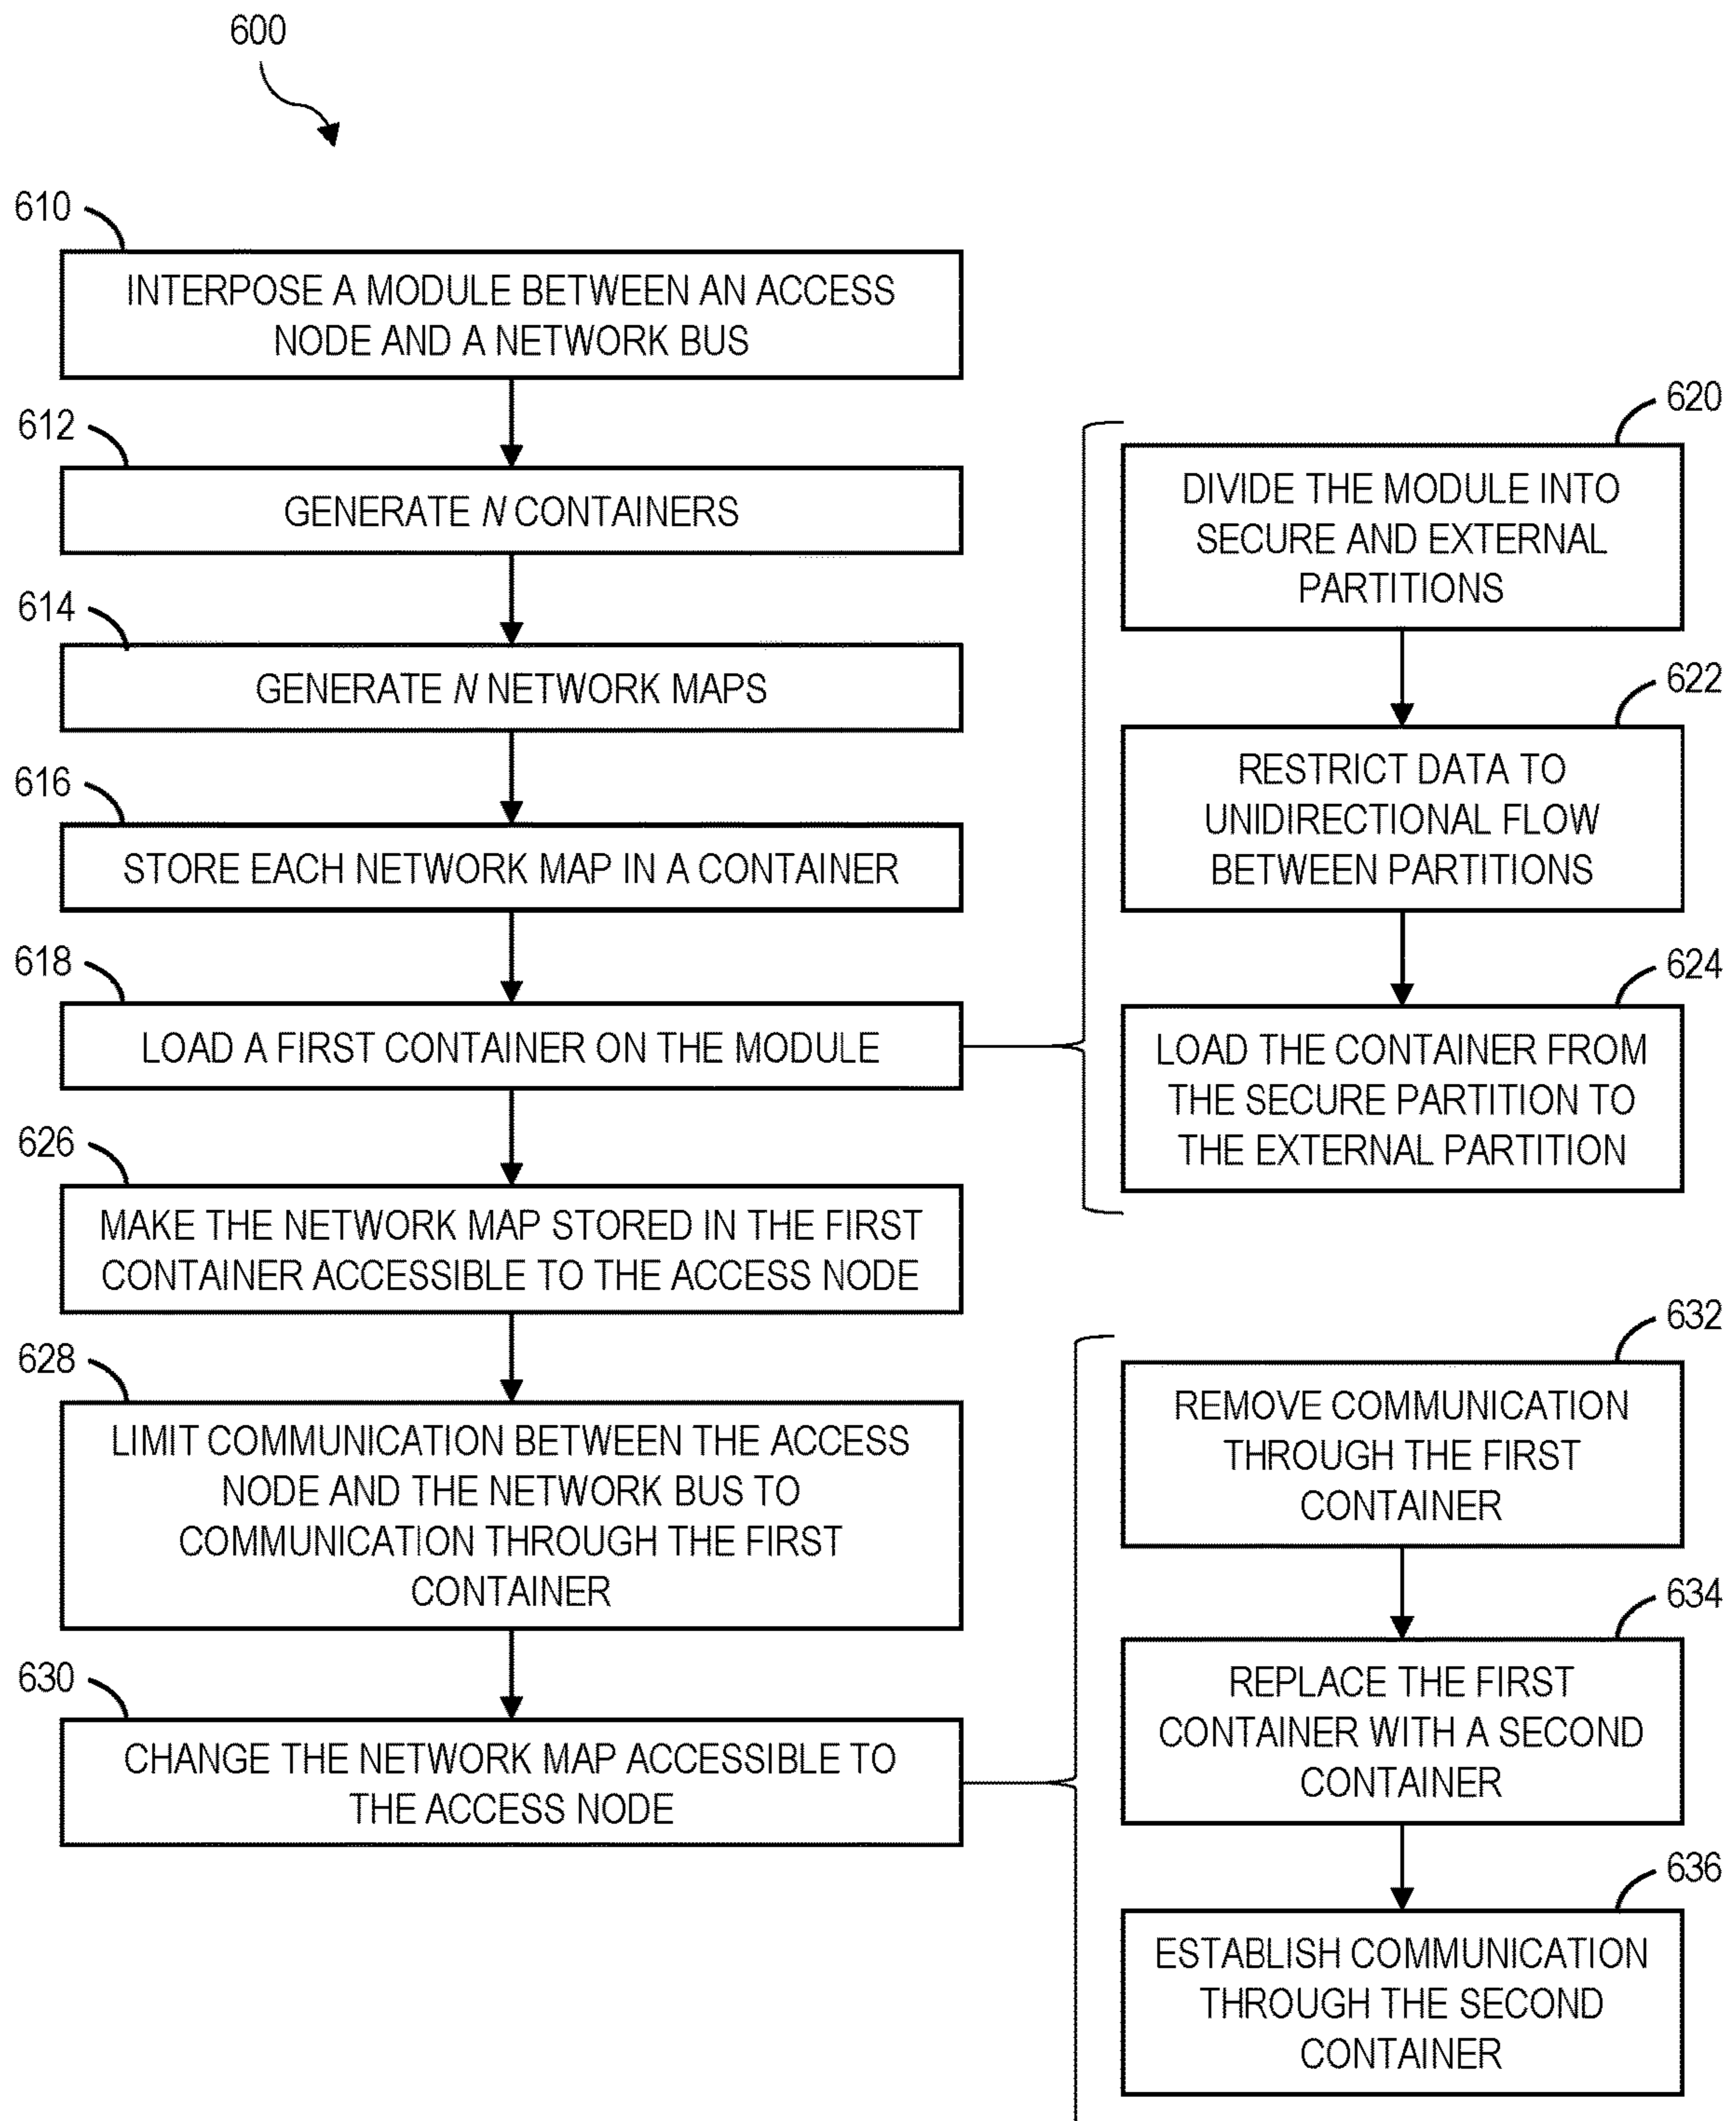 600
610
INTERPOSE A MODULE BETWEEN AN ACCESS
NODE AND A NETWORK BUS
612
GENERATE N CONTAINERS
614
GENERATE N NETWORK MAPS
616
STORE EACH NETWORK MAP IN A CONTAINER
618
LOAD A FIRST CONTAINER ON THE MODULE
620
DIVIDE THE MODULE INTO
SECURE AND EXTERNAL
PARTITIONS
622
RESTRICT DATA TO
UNIDIRECTIONAL FLOW
BETWEEN PARTITIONS
624
LOAD THE CONTAINER FROM
THE SECURE PARTITION TO
THE EXTERNAL PARTITION
626
MAKE THE NETWORK MAP STORED IN THE FIRST
CONTAINER ACCESSIBLE TO THE ACCESS NODE
628
LIMIT COMMUNICATION BETWEEN THE ACCESS
NODE AND THE NETWORK BUS TO
COMMUNICATION THROUGH THE FIRST
CONTAINER
630
CHANGE THE NETWORK MAP ACCESSIBLE TO
THE ACCESS NODE
632
REMOVE COMMUNICATION
THROUGH THE FIRST
CONTAINER
634
REPLACE THE FIRST
CONTAINER WITH A SECOND
CONTAINER
636
ESTABLISH COMMUNICATION
THROUGH THE SECOND
CONTAINER